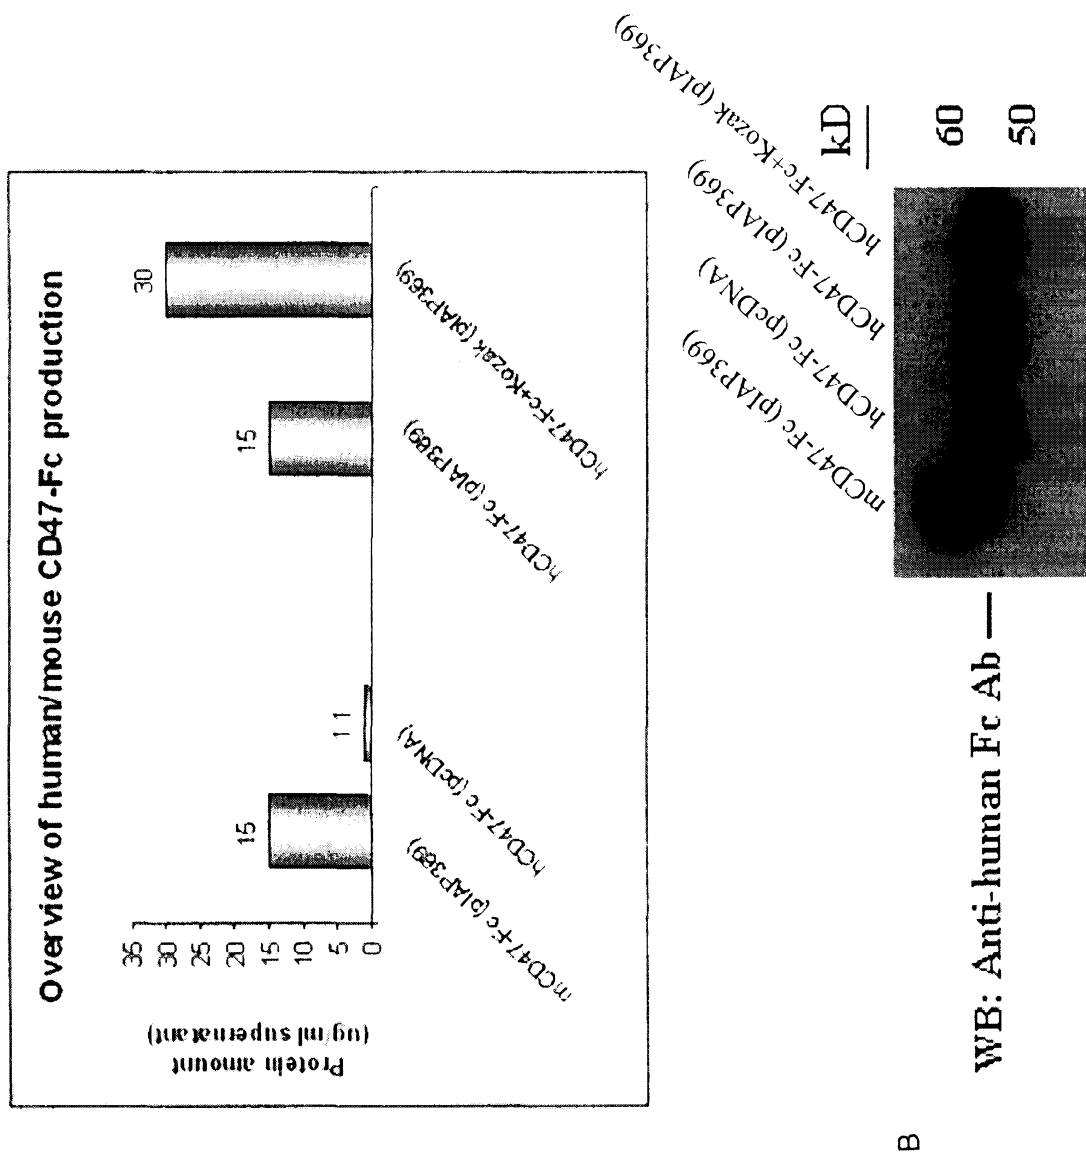 Overview of human/mouse CD47-Fc production
Protein amount
(ug/ml supernatant)
35
30
25
20
15
10
5
0
15
1 1
15
30
mCD47-Fc (pIAP369)
hCD47-Fc (pcDNA)
hCD47-Fc (pIAP369)
hCD47-Fc+Kozak (pIAP369)
B
mCD47-Fc (pIAP369)
hCD47-Fc (pcDNA)
hCD47-Fc (pIAP369)
hCD47-Fc+Kozak (pIAP369)
kD
60
50
WB: Anti-human Fc Ab